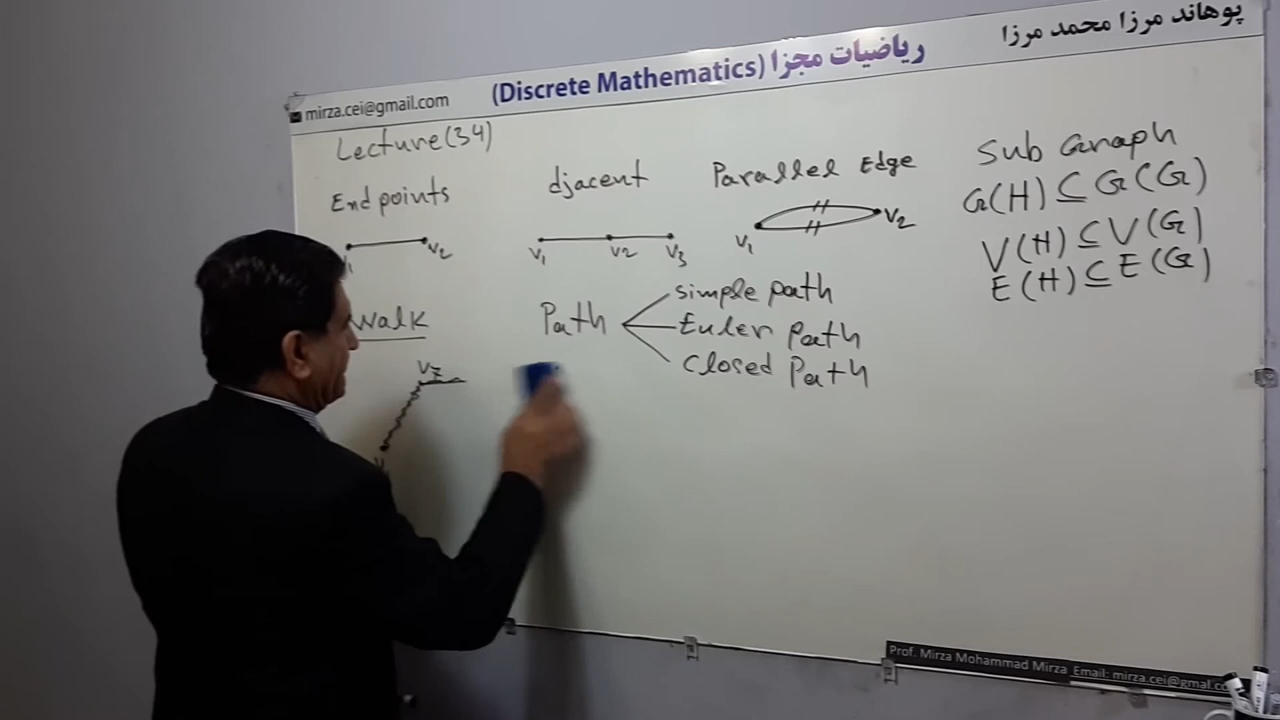 پوهاند مرزا محمد مرزا
mirza.cei@gmail.com
ریاضیات مجزا (Discrete Mathematics)
Lecture(34)
End points
djacent
Parallel Edge
Sub Graph
G(H) ⊆ G(G)
V(H) ⊆ V(G)
E(H) ⊆ E(G)
V2
V1 V2 V3
V1 V2
Walk
Path
simple path
Euler path
closed Path
Prof. Mirza Mohammad Mirza Email: mirza.cei@gmal.co